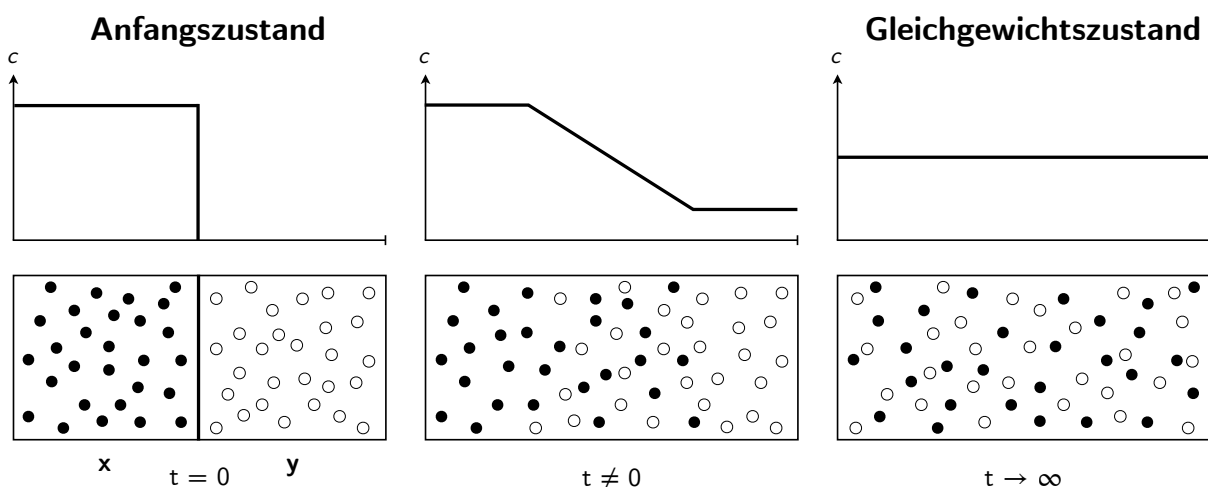 Anfangszustand
Gleichgewichtszustand
c
c
c
x
y
t = 0
t ≠ 0
t → ∞